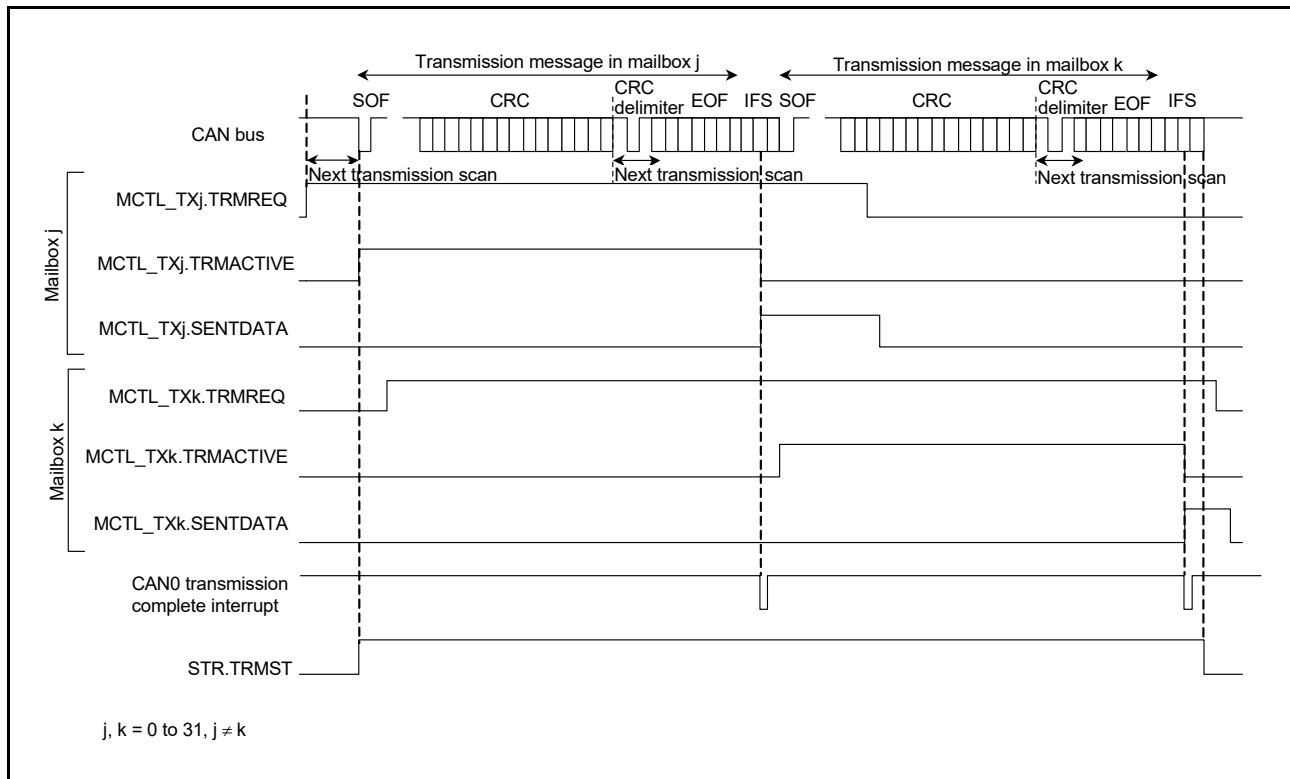 Transmission message in mailbox j
Transmission message in mailbox k
SOF
CRC
CRC
delimiter
EOF
IFS
SOF
CRC
CRC
delimiter
EOF
IFS
CAN bus
Next transmission scan
Next transmission scan
Next transmission scan
Mailbox j
MCTL_TXj.TRMREQ
MCTL_TXj.TRMACTIVE
MCTL_TXj.SENTDATA
Mailbox k
MCTL_TXk.TRMREQ
MCTL_TXk.TRMACTIVE
MCTL_TXk.SENTDATA
CAN0 transmission
complete interrupt
STR.TRMST
j, k = 0 to 31, j ≠ k